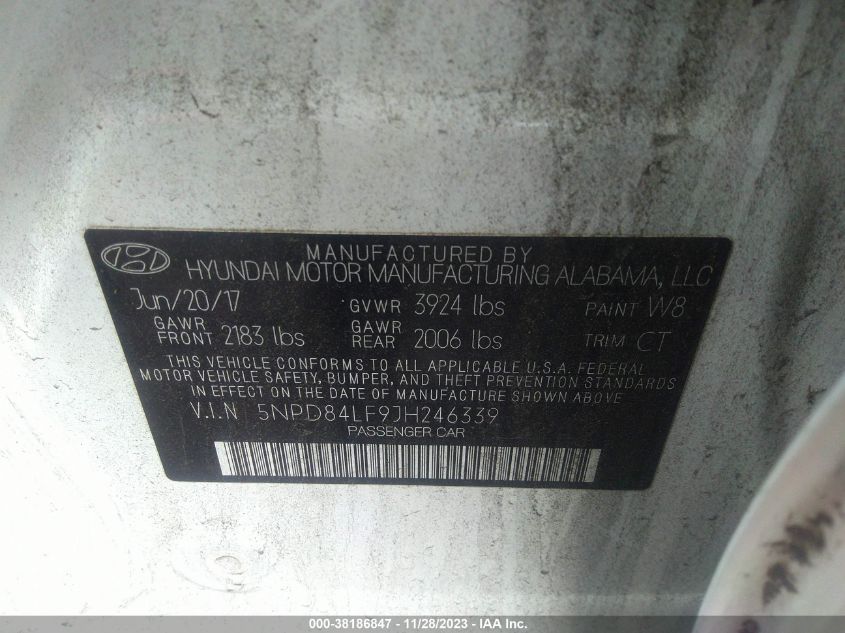 MANUFACTURED BY
HYUNDAI MOTOR MANUFACTURING ALABAMA, LLC
Jun/20/17 GVWR 3924 lbs PAINT W8
GAWR FRONT 2183 lbs GAWR REAR 2006 lbs TRIM CT
THIS VEHICLE CONFORMS TO ALL APPLICABLE U.S.A. FEDERAL
MOTOR VEHICLE SAFETY, BUMPER, AND THEFT PREVENTION STANDARDS
IN EFFECT ON THE DATE OF MANUFACTURE SHOWN ABOVE.
V.I.N 5NPD84LF9JH246339
PASSENGER CAR
000-38186847 - 11/28/2023 - IAA Inc.